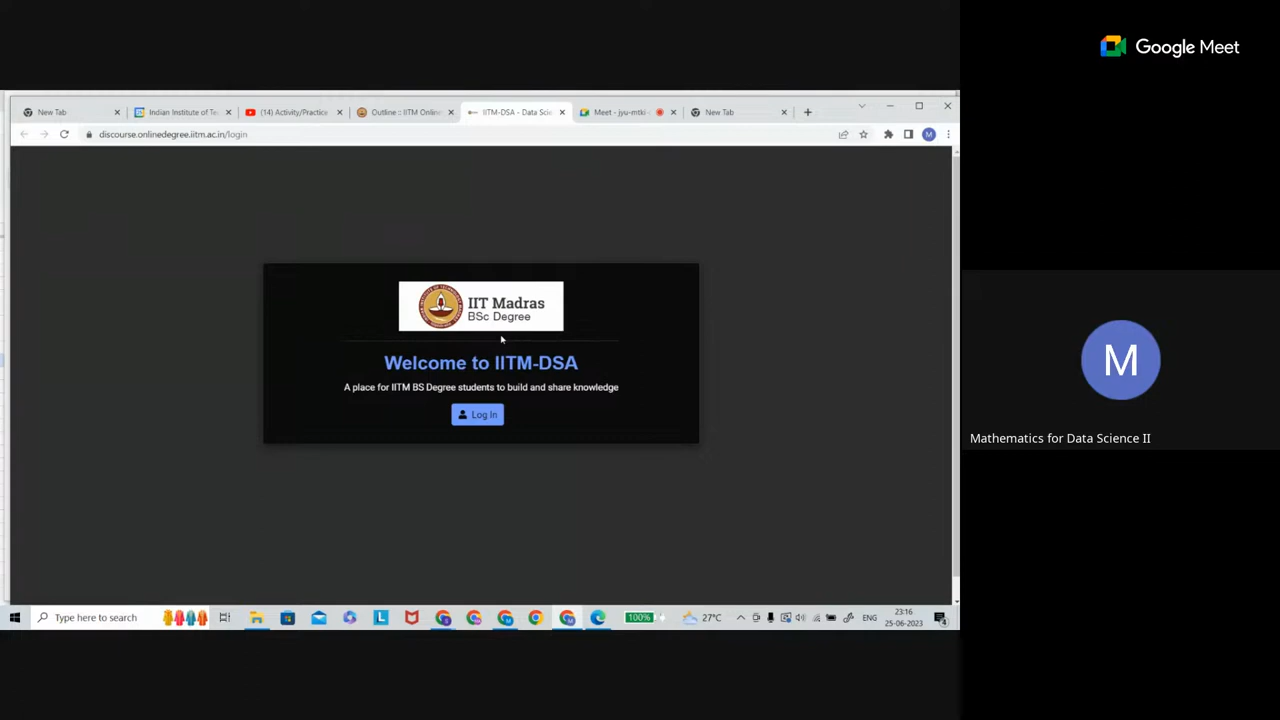 Google Meet
New Tab
Indian Institute of Te
(14) Activity/Practice
Outline :: IITM Online
IITM-DSA - Data Scie
Meet - jyu-mtki -
New Tab
discourse.onlinedegree.iitm.ac.in/login
M
IIT Madras
BSc Degree
Welcome to IITM-DSA
A place for IITM BS Degree students to build and share knowledge
Log In
M
Mathematics for Data Science II
Type here to search
L
100%
27°C
ENG
23:16
25-06-2023
4